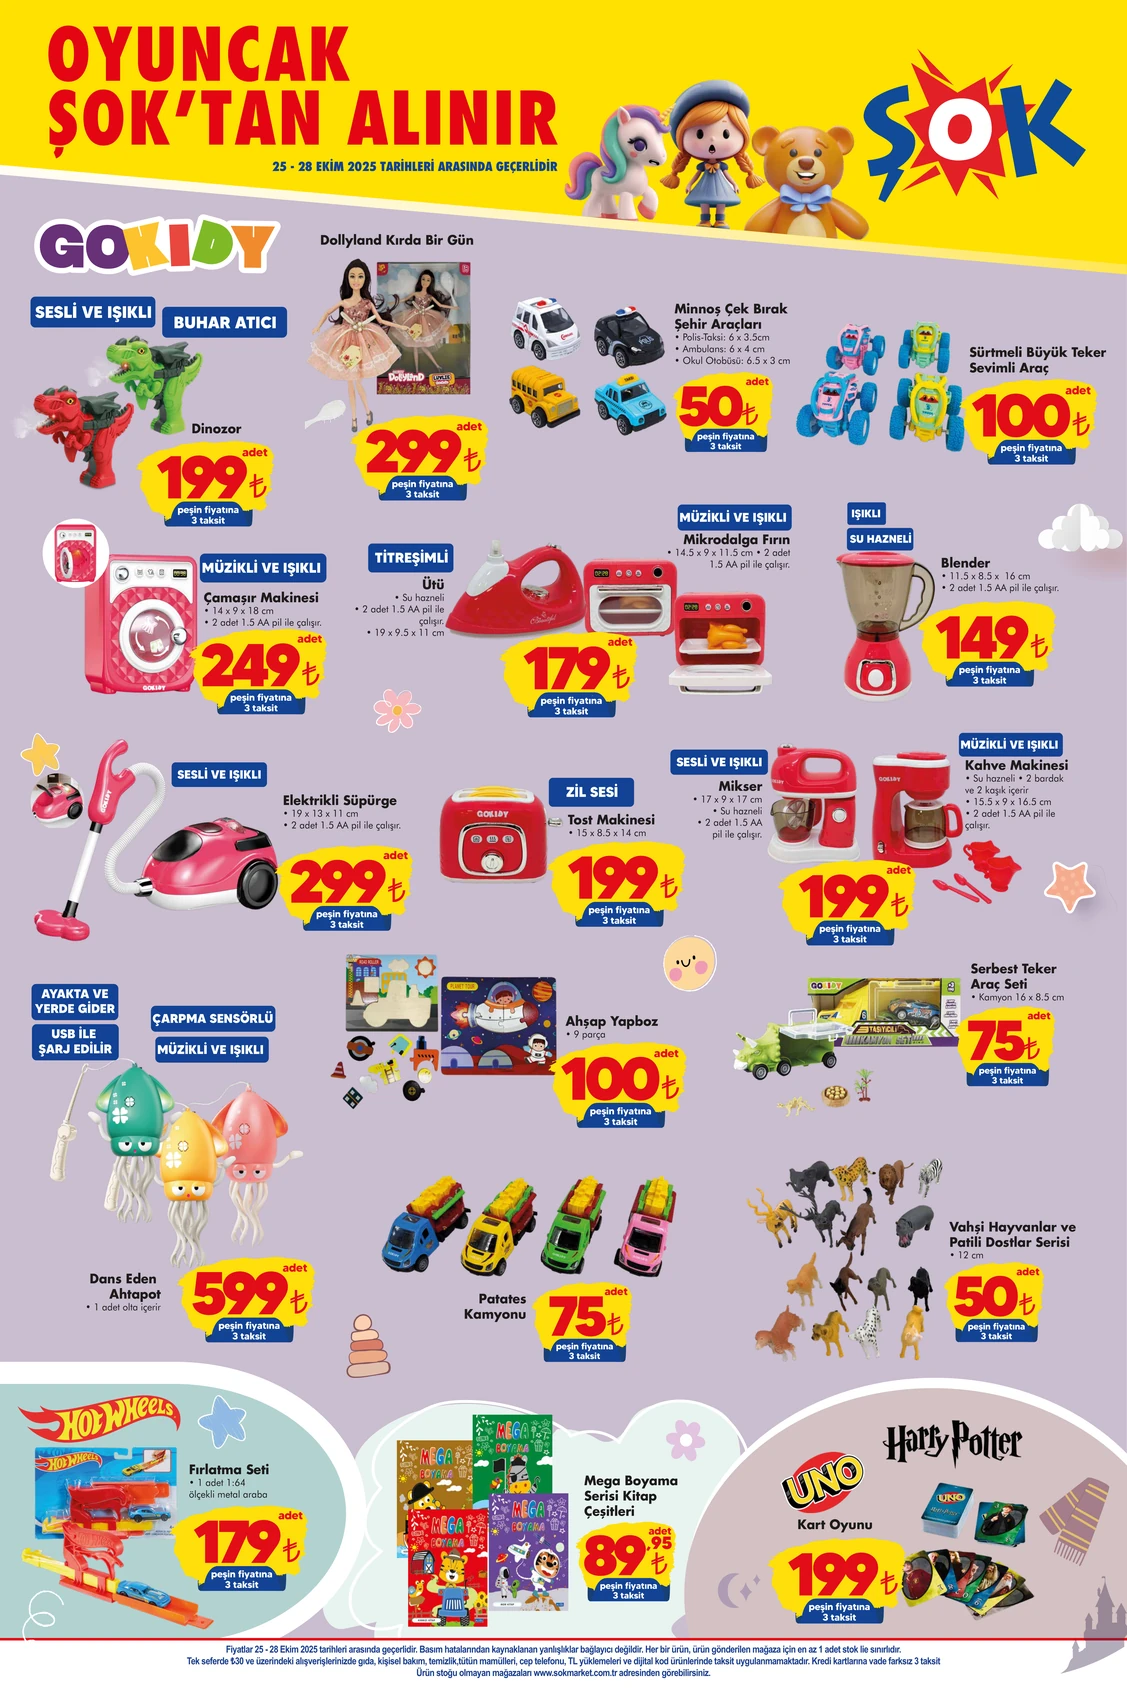 OYUNCAK
ŞOK'TAN ALINIR
25 - 28 EKİM 2025 TARİHLERİ ARASINDA GEÇERLİDİR
ŞOK
GOKIDY
SESLİ VE IŞIKLI
BUHAR ATICI
Dinozor
199 ₺ adet
peşin fiyatına
3 taksit
Dollyland Kırda Bir Gün
299 ₺ adet
peşin fiyatına
3 taksit
Minnoş Çek Bırak
Şehir Araçları
• Polis-Taksi: 6 x 3.5cm
• Ambulans: 6 x 4 cm
• Okul Otobüsü: 6.5 x 3 cm
50 ₺ adet
peşin fiyatına
3 taksit
Sürtmeli Büyük Teker
Sevimli Araç
100 ₺ adet
peşin fiyatına
3 taksit
MÜZİKLİ VE IŞIKLI
Çamaşır Makinesi
• 14 x 9 x 18 cm
• 2 adet 1.5 AA pil ile çalışır.
249 ₺ adet
peşin fiyatına
3 taksit
TİTREŞİMLİ
Ütü
• Su hazneli
• 2 adet 1.5 AA pil ile
çalışır.
• 19 x 9.5 x 11 cm
MÜZİKLİ VE IŞIKLI
Mikrodalga Fırın
• 14.5 x 9 x 11.5 cm • 2 adet
1.5 AA pil ile çalışır.
179 ₺ adet
peşin fiyatına
3 taksit
IŞIKLI
SU HAZNELİ
Blender
• 11.5 x 8.5 x 16 cm
• 2 adet 1.5 AA pil ile çalışır.
149 ₺ adet
peşin fiyatına
3 taksit
SESLİ VE IŞIKLI
Elektrikli Süpürge
• 19 x 13 x 11 cm
• 2 adet 1.5 AA pil ile çalışır.
299 ₺ adet
peşin fiyatına
3 taksit
ZİL SESİ
Tost Makinesi
• 15 x 8.5 x 14 cm
199 ₺ adet
peşin fiyatına
3 taksit
SESLİ VE IŞIKLI
Mikser
• 17 x 9 x 17 cm
• Su hazneli
• 2 adet 1.5 AA
pil ile çalışır.
MÜZİKLİ VE IŞIKLI
Kahve Makinesi
• Su hazneli • 2 bardak
ve 2 kaşık içerir
• 15.5 x 9 x 16.5 cm
• 2 adet 1.5 AA pil ile
çalışır.
199 ₺ adet
peşin fiyatına
3 taksit
AYAKTA VE
YERDE GİDER
USB İLE
ŞARJ EDİLİR
ÇARPMA SENSÖRLÜ
MÜZİKLİ VE IŞIKLI
Dans Eden
Ahtapot
• 1 adet olta içerir
599 ₺ adet
peşin fiyatına
3 taksit
Ahşap Yapboz
• 9 parça
100 ₺ adet
peşin fiyatına
3 taksit
Serbest Teker
Araç Seti
• Kamyon 16 x 8.5 cm
75 ₺ adet
peşin fiyatına
3 taksit
Patates
Kamyonu
75 ₺ adet
peşin fiyatına
3 taksit
Vahşi Hayvanlar ve
Patili Dostlar Serisi
• 12 cm
50 ₺ adet
peşin fiyatına
3 taksit
HOT WHEELS
Fırlatma Seti
• 1 adet 1:64
ölçekli metal araba
179 ₺ adet
peşin fiyatına
3 taksit
MEGA
BOYAMA
Mega Boyama
Serisi Kitap
Çeşitleri
89,95 ₺ adet
peşin fiyatına
3 taksit
Harry Potter
UNO
Kart Oyunu
199 ₺ adet
peşin fiyatına
3 taksit
Fiyatlar 25 - 28 Ekim 2025 tarihleri arasında geçerlidir. Basım hatalarından kaynaklanan yanlışlıklar bağlayıcı değildir. Her bir ürün, ürün gönderilen mağaza için en az 1 adet stok lie sınırlıdır.
Tek seferde ₺30 ve üzerindeki alışverişlerinizde gıda, kişisel bakım, temizlik,tütün mamülleri, cep telefonu, TL yüklemeleri ve dijital kod ürünlerinde taksit uygulanmamaktadır. Kredi kartlarına vade farksız 3 taksit
Ürün stoğu olmayan mağazaları www.sokmarket.com.tr adresinden görebilirsiniz.